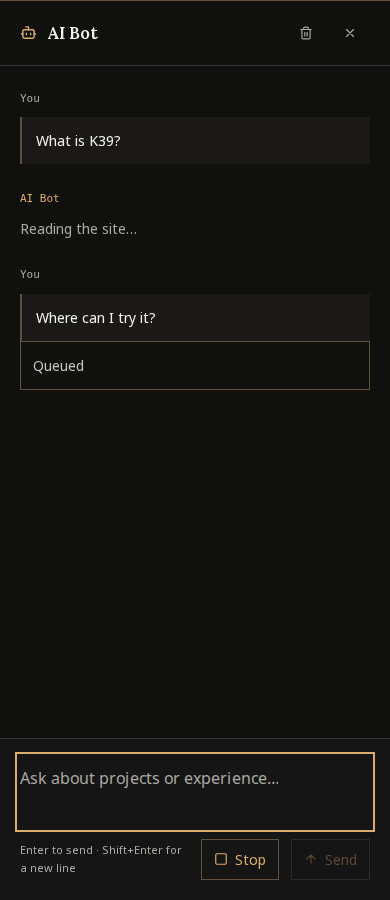 AI Bot
You
What is K39?
AI Bot
Reading the site…
You
Where can I try it?
Queued
Ask about projects or experience…
Enter to send · Shift+Enter for
a new line
Stop
Send